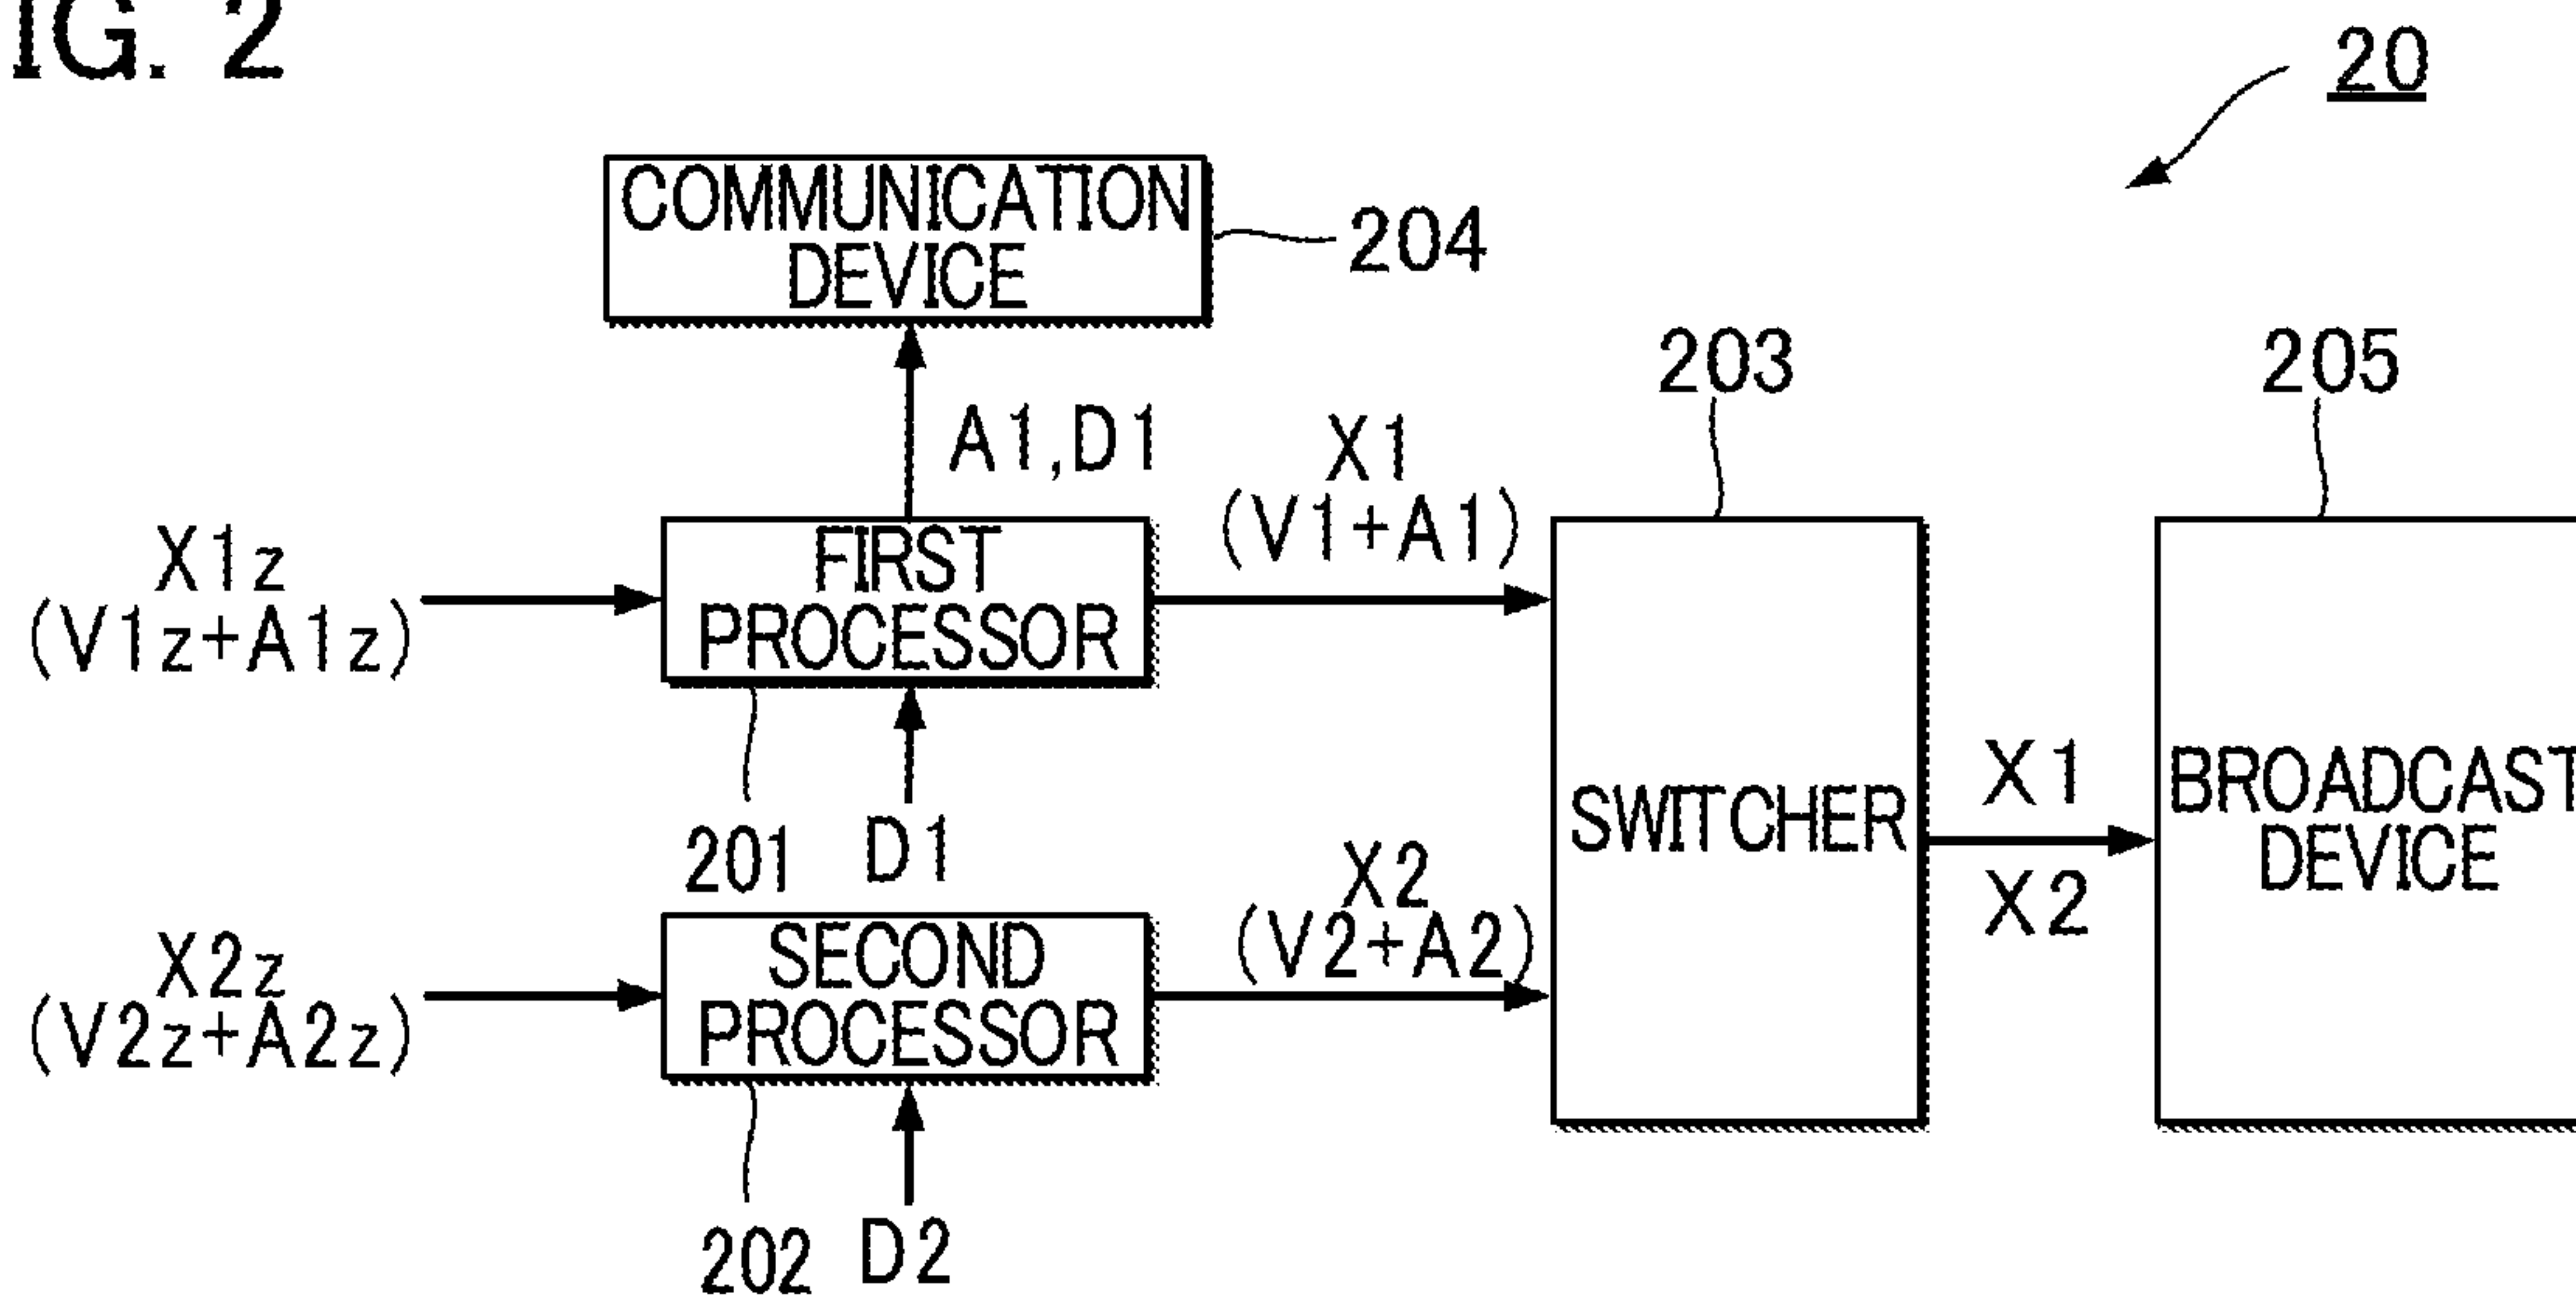 IG. 2
20
COMMUNICATION
DEVICE
204
A1,D1
203
205
X1
(V1+A1)
X1z
(V1z+A1z)
FIRST
PROCESSOR
201
D1
X1
X2
SWITCHER
BROADCAST
DEVICE
X2
(V2+A2)
X2z
(V2z+A2z)
SECOND
PROCESSOR
202
D2